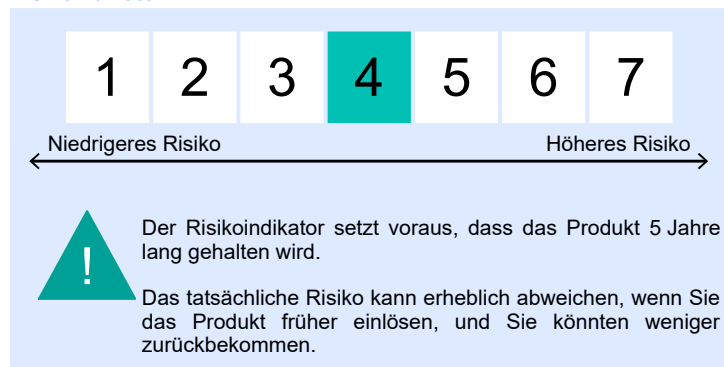 1 2 3 4 5 6 7
Niedrigeres Risiko Höheres Risiko
!
Der Risikoindikator setzt voraus, dass das Produkt 5 Jahre
lang gehalten wird.
Das tatsächliche Risiko kann erheblich abweichen, wenn Sie
das Produkt früher einlösen, und Sie könnten weniger
zurückbekommen.